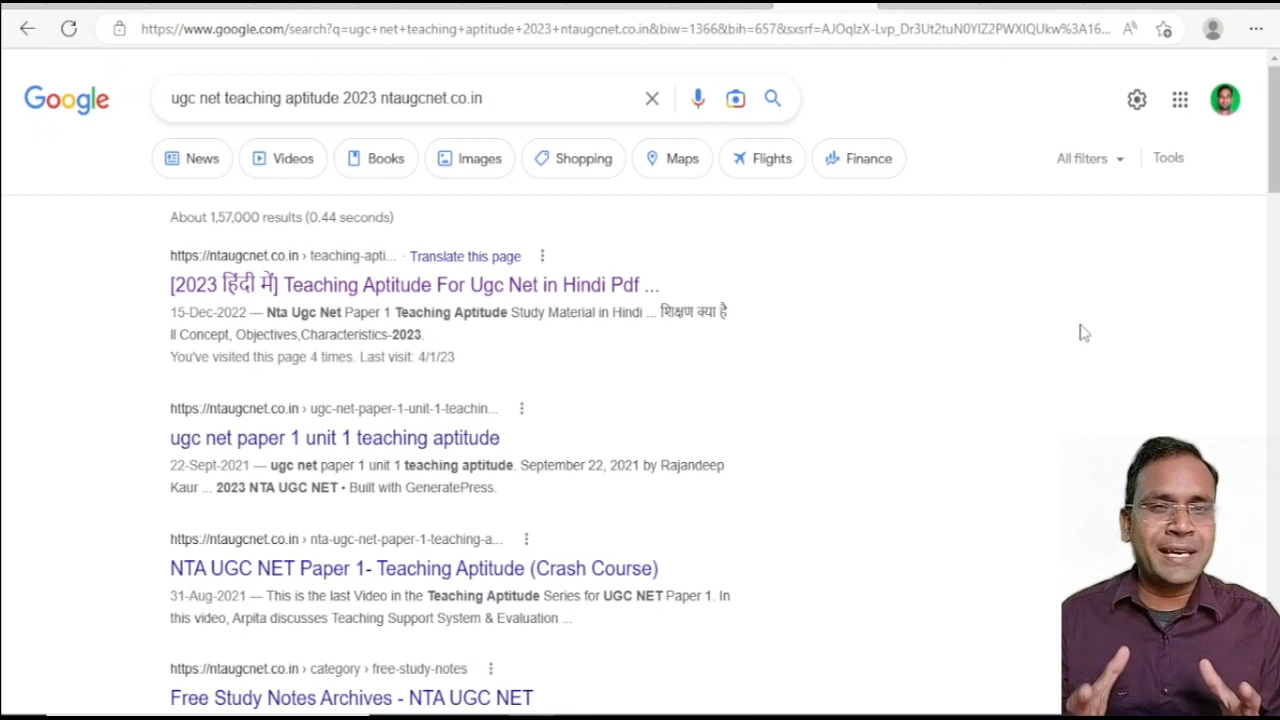 https://www.google.com/search?q=ugc+net+teaching+aptitude+2023+ntaugcnet.co.in&biw=1366&bih=657&sxsrf=AJOqlzX-Lvp_Dr3Ut2tuN0YIZ2PWXIQUkw%3A16...
Google
ugc net teaching aptitude 2023 ntaugcnet.co.in
News Videos Books Images Shopping Maps Flights Finance All filters Tools
About 1,57,000 results (0.44 seconds)
https://ntaugcnet.co.in › teaching-apti... · Translate this page
[2023 हिंदी में] Teaching Aptitude For Ugc Net in Hindi Pdf ...
15-Dec-2022 — Nta Ugc Net Paper 1 Teaching Aptitude Study Material in Hindi ... शिक्षण क्या है
II Concept, Objectives,Characteristics-2023.
You've visited this page 4 times. Last visit: 4/1/23
https://ntaugcnet.co.in › ugc-net-paper-1-unit-1-teachin...
ugc net paper 1 unit 1 teaching aptitude
22-Sept-2021 — ugc net paper 1 unit 1 teaching aptitude. September 22, 2021 by Rajandeep
Kaur ... 2023 NTA UGC NET • Built with GeneratePress.
https://ntaugcnet.co.in › nta-ugc-net-paper-1-teaching-a...
NTA UGC NET Paper 1- Teaching Aptitude (Crash Course)
31-Aug-2021 — This is the last Video in the Teaching Aptitude Series for UGC NET Paper 1. In
this video, Arpita discusses Teaching Support System & Evaluation ...
https://ntaugcnet.co.in › category › free-study-notes
Free Study Notes Archives - NTA UGC NET